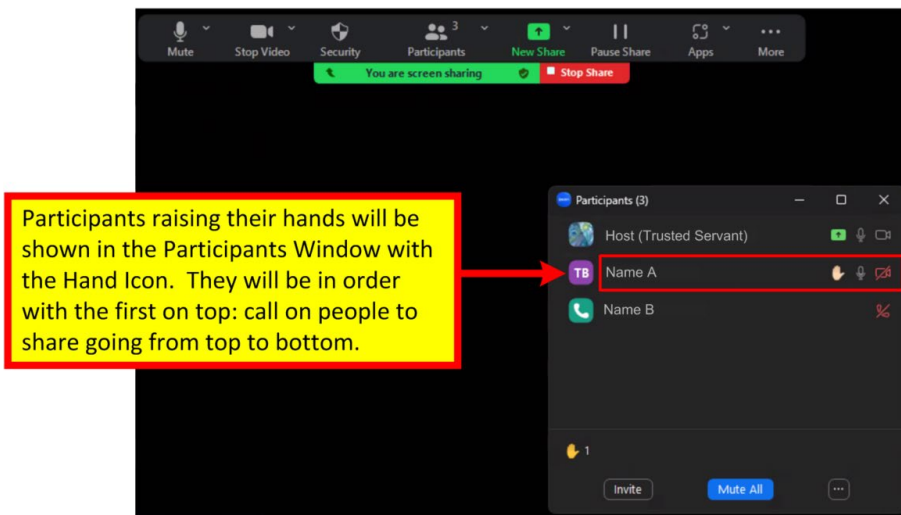 3
Mute Stop Video Security Participants New Share Pause Share Apps More
You are screen sharing Stop Share
Participants (3)
Participants raising their hands will be
shown in the Participants Window with
the Hand Icon. They will be in order
with the first on top: call on people to
share going from top to bottom.
Host (Trusted Servant)
TB Name A
Name B
1
Invite Mute All